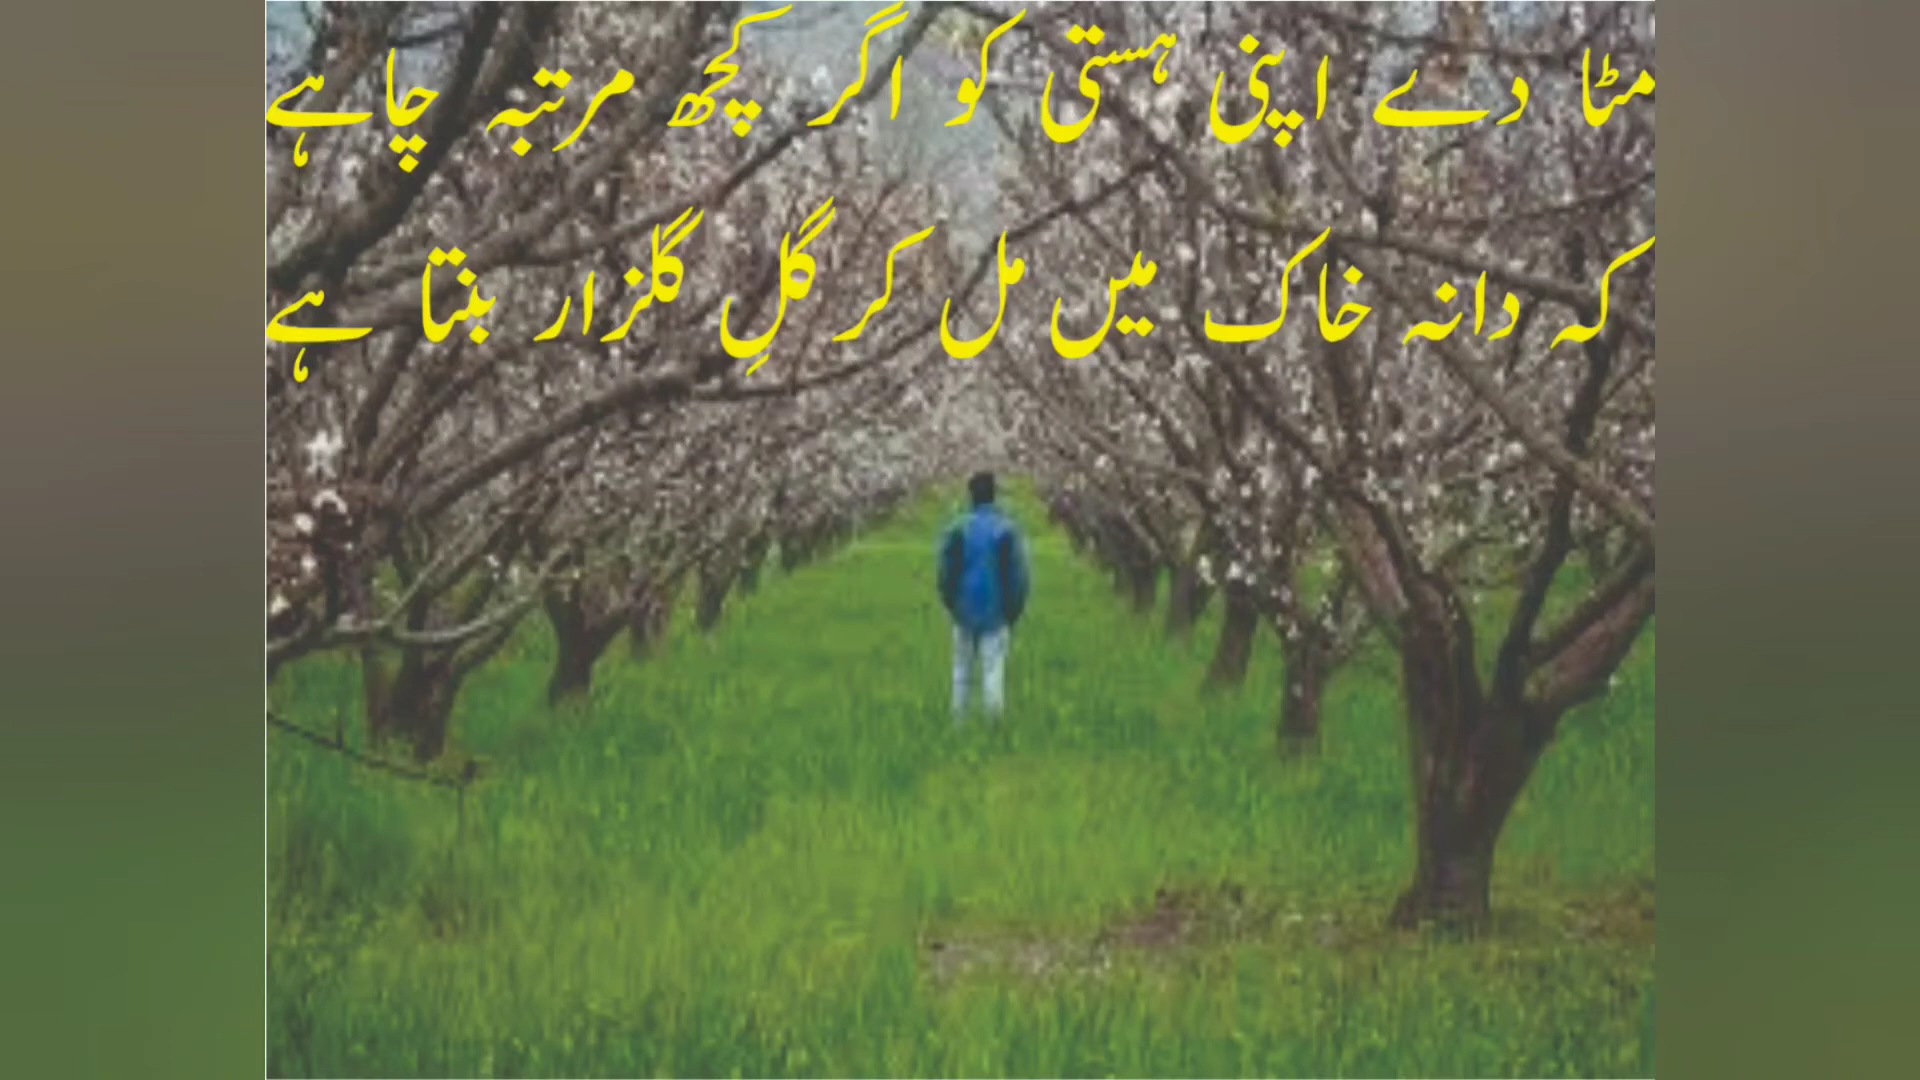 مٹا دے اپنی ہستی کو اگر کچھ مرتبہ چاہے
کہ دانہ خاک میں مل کر گلِ گلزار بنتا ہے